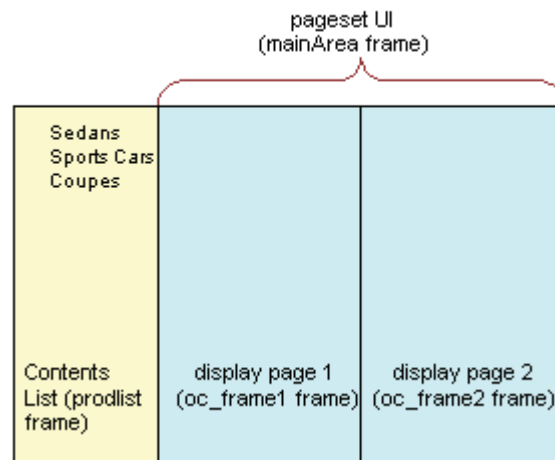 pageset UI
(mainArea frame)
Sedans
Sports Cars
Coupes
Contents
List (prodlist
frame)
display page 1
(oc_frame1 frame)
display page 2
(oc_frame2 frame)